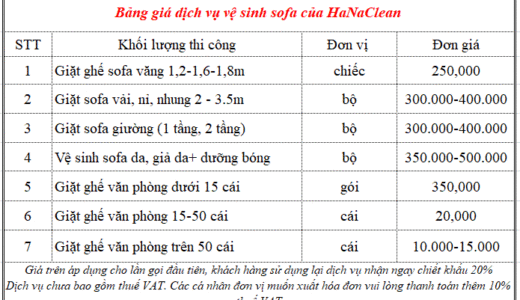 Bảng giá dịch vụ vệ sinh sofa của HaNaClean
STT Khối lượng thi công Đơn vị Đơn giá
1 Giặt ghế sofa văng 1,2-1,6-1,8m chiếc 250,000
2 Giặt sofa vải, nỉ, nhung 2 - 3.5m bộ 300.000-400.000
3 Giặt sofa giường (1 tầng, 2 tầng) bộ 300.000-400.000
4 Vệ sinh sofa da, giả da+ dưỡng bóng bộ 350.000-500.000
5 Giặt ghế văn phòng dưới 15 cái gói 350,000
6 Giặt ghế văn phòng 15-50 cái cái 20,000
7 Giặt ghế văn phòng trên 50 cái cái 10.000-15.000
Giá trên áp dụng cho lần gọi đầu tiên, khách hàng sử dụng lại dịch vụ nhận ngay chiết khấu 20%
Dịch vụ chưa bao gồm thuế VAT. Các cá nhân đơn vị muốn xuất hóa đơn vui lòng thanh toán thêm 10%
thuế VAT